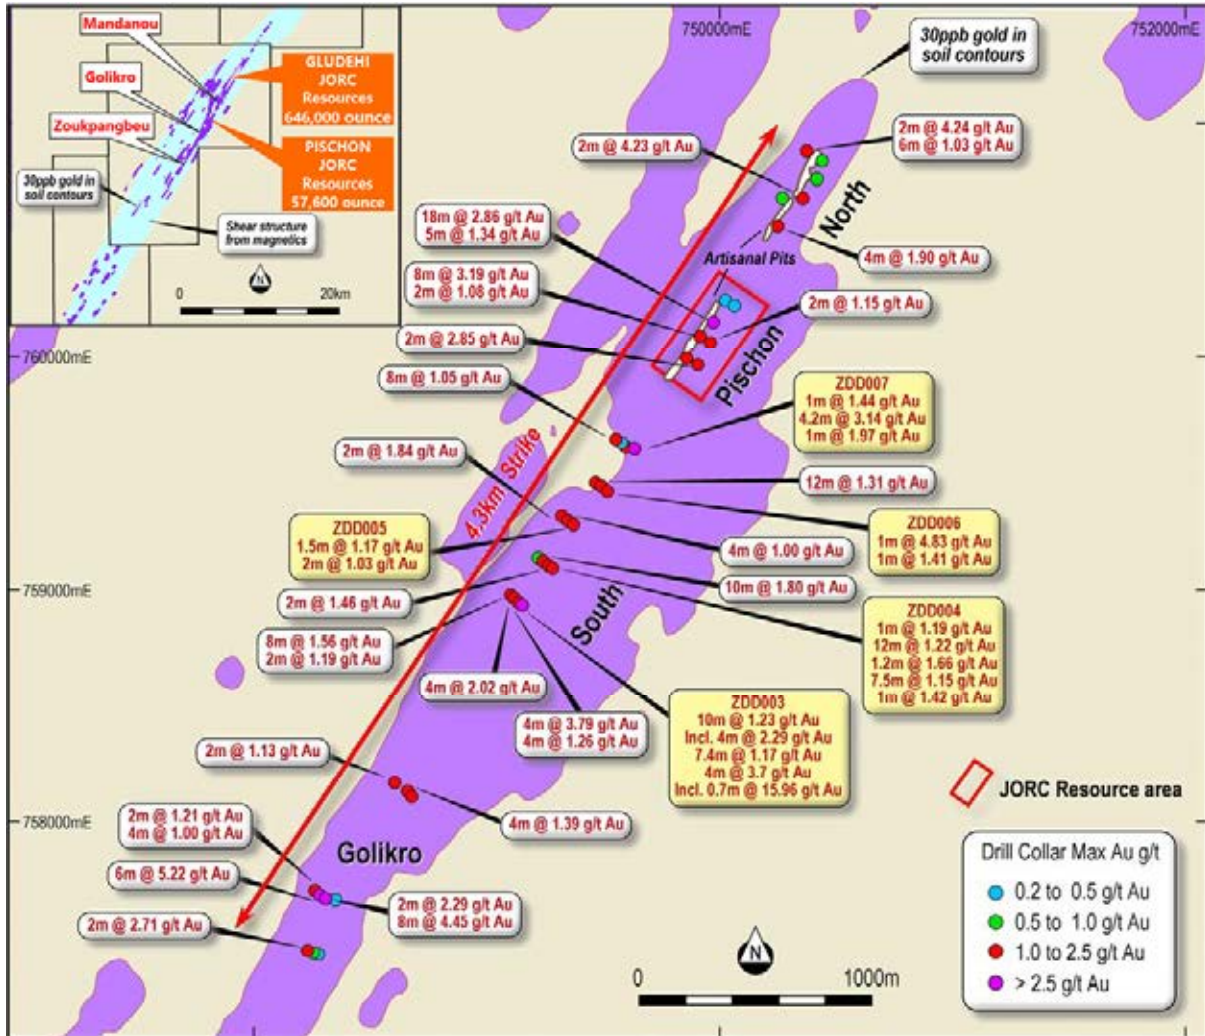 Mandanou
Golikro
Zoukpangbeu
GLUDEHI
JORC
Resources
646,000 ounce
PISCHON
JORC
Resources
57,600 ounce
30ppb gold in
soil contours
Shear structure
from magnetics
N
0
20km
750000mE
752000mE
30ppb gold in
soil contours
2m @ 4.23 g/t Au
2m @ 4.24 g/t Au
6m @ 1.03 g/t Au
North
18m @ 2.86 g/t Au
5m @ 1.34 g/t Au
Artisanal Pits
4m @ 1.90 g/t Au
8m @ 3.19 g/t Au
2m @ 1.08 g/t Au
2m @ 1.15 g/t Au
2m @ 2.85 g/t Au
760000mE
Pischon
8m @ 1.05 g/t Au
ZDD007
1m @ 1.44 g/t Au
4.2m @ 3.14 g/t Au
1m @ 1.97 g/t Au
2m @ 1.84 g/t Au
4.3km Strike
12m @ 1.31 g/t Au
ZDD005
1.5m @ 1.17 g/t Au
2m @ 1.03 g/t Au
ZDD006
1m @ 4.83 g/t Au
1m @ 1.41 g/t Au
4m @ 1.00 g/t Au
759000mE
10m @ 1.80 g/t Au
2m @ 1.46 g/t Au
South
ZDD004
1m @ 1.19 g/t Au
12m @ 1.22 g/t Au
1.2m @ 1.66 g/t Au
7.5m @ 1.15 g/t Au
1m @ 1.42 g/t Au
8m @ 1.56 g/t Au
2m @ 1.19 g/t Au
4m @ 2.02 g/t Au
4m @ 3.79 g/t Au
4m @ 1.26 g/t Au
ZDD003
10m @ 1.23 g/t Au
Incl. 4m @ 2.29 g/t Au
7.4m @ 1.17 g/t Au
4m @ 3.7 g/t Au
Incl. 0.7m @ 15.96 g/t Au
2m @ 1.13 g/t Au
JORC Resource area
758000mE
2m @ 1.21 g/t Au
4m @ 1.00 g/t Au
4m @ 1.39 g/t Au
Golikro
6m @ 5.22 g/t Au
2m @ 2.29 g/t Au
8m @ 4.45 g/t Au
2m @ 2.71 g/t Au
Drill Collar Max Au g/t
0.2 to 0.5 g/t Au
0.5 to 1.0 g/t Au
1.0 to 2.5 g/t Au
> 2.5 g/t Au
N
0
1000m